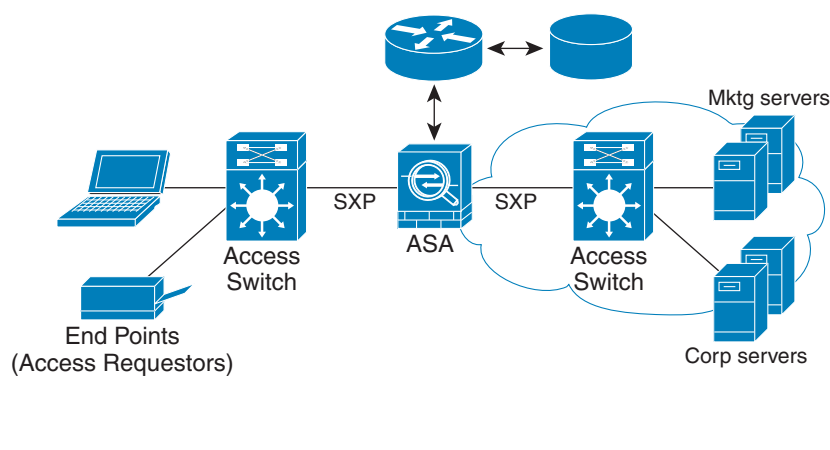 Mktg servers
SXP
SXP
ASA
Access
Switch
Access
Switch
End Points
(Access Requestors)
Corp servers